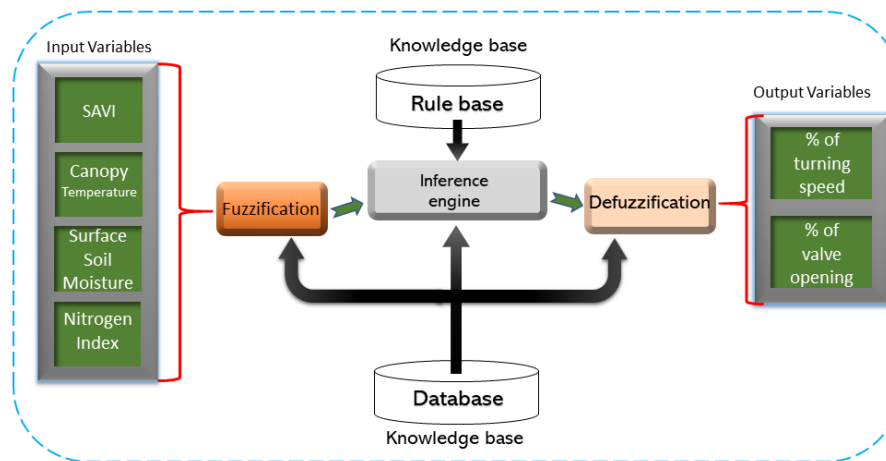 Input Variables
SAVI
Canopy
Temperature
Surface
Soil
Moisture
Nitrogen
Index
Fuzzification
Knowledge base
Rule base
Inference
engine
Defuzzification
Database
Knowledge base
Output Variables
% of
turning
speed
% of
valve
opening